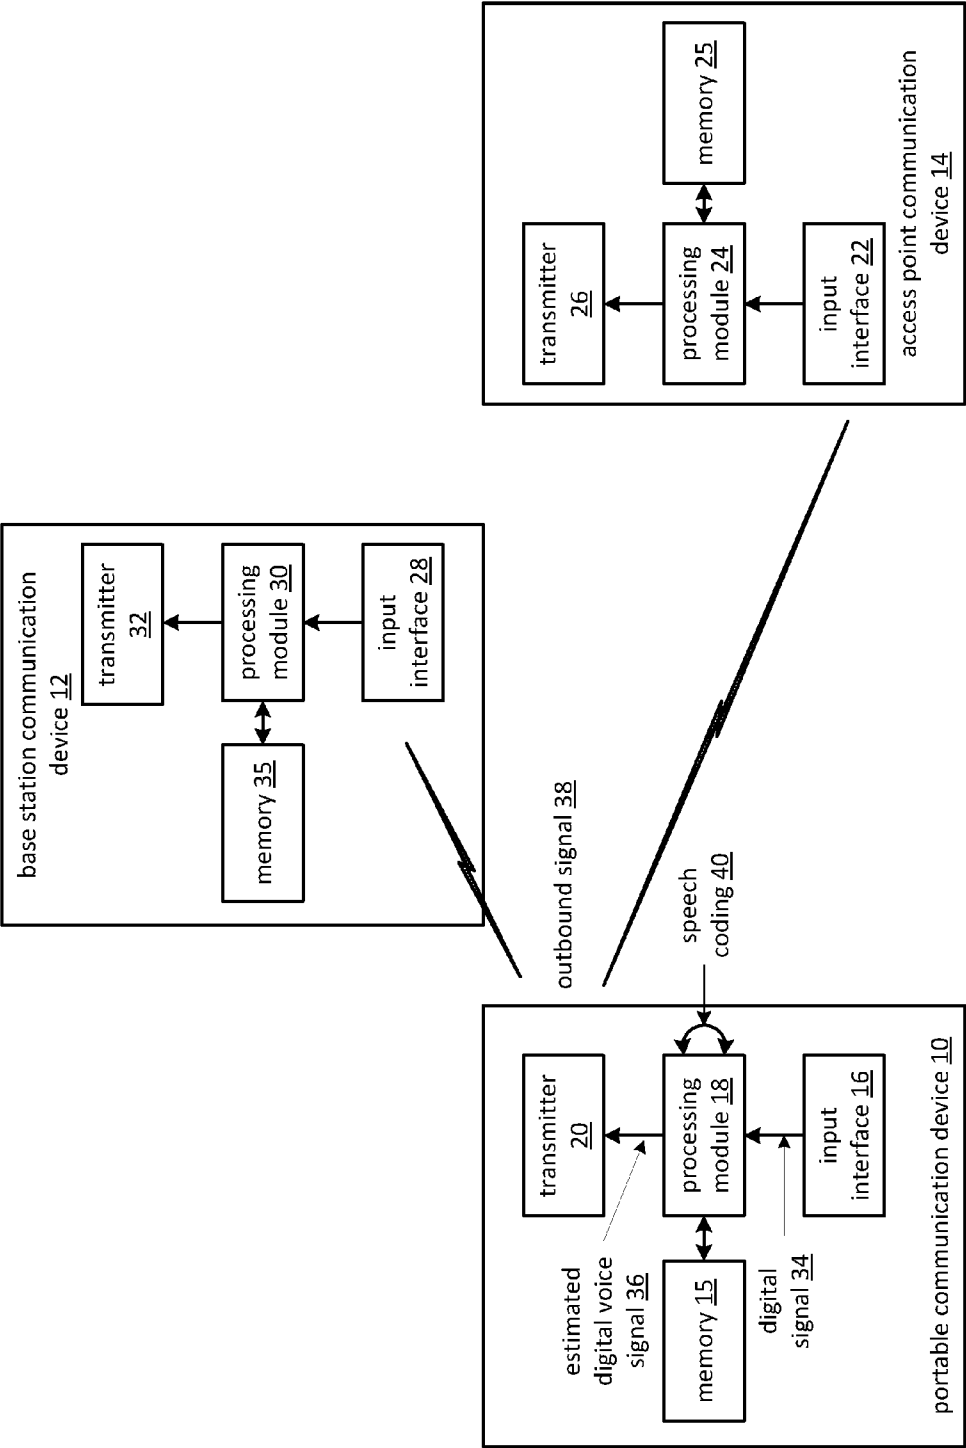 base station communication
device 12
transmitter
32
processing
module 30
memory 35
input
interface 28
transmitter
20
estimated
digital voice
signal 36
outbound signal 38
processing
module 18
speech
coding 40
memory 15
digital
signal 34
input
interface 16
portable communication device 10
transmitter
26
processing
module 24
memory 25
input
interface 22
access point communication
device 14